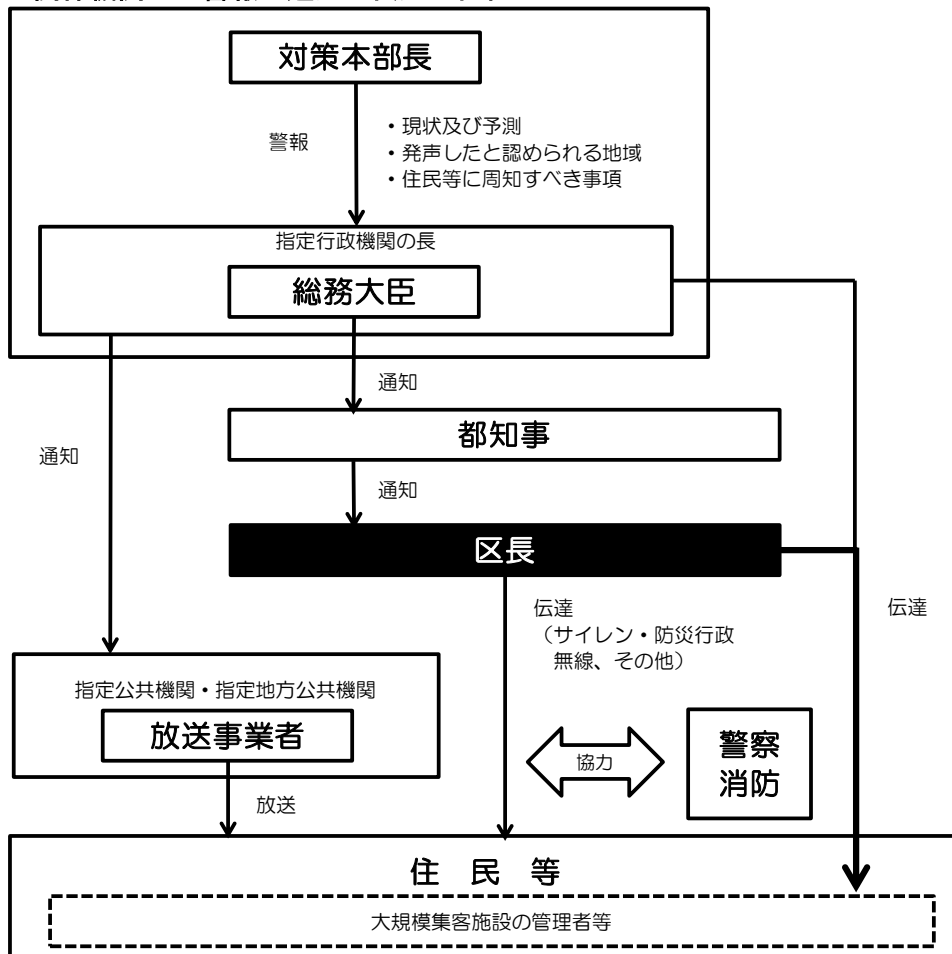 対策本部長
警報
・現状及び予測
・発声したと認められる地域
・住民等に周知すべき事項
指定行政機関の長
総務大臣
通知
都知事
通知
通知
区長
伝達
（サイレン・防災行政
無線、その他）
伝達
指定公共機関・指定地方公共機関
放送事業者
警察
消防
協力
放送
住 民 等
大規模集客施設の管理者等